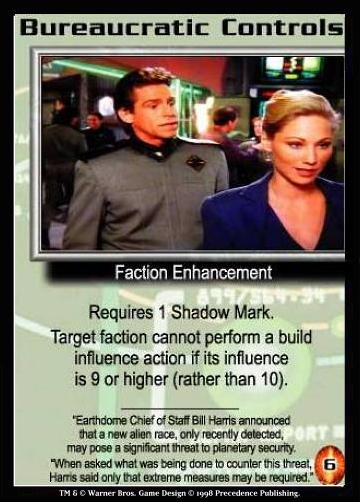 Bureaucratic Controls
Faction Enhancement
Requires 1 Shadow Mark.
Target faction cannot perform a build
influence action if its influence
is 9 or higher (rather than 10).
"Earthdome Chief of Staff Bill Harris announced
that a new alien race, only recently detected,
may pose a significant threat to planetary security.
"When asked what was being done to counter this threat,
Harris said only that extreme measures may be required."
6
TM & © Warner Bros. Game Design © 1998 Precedence Publishing.